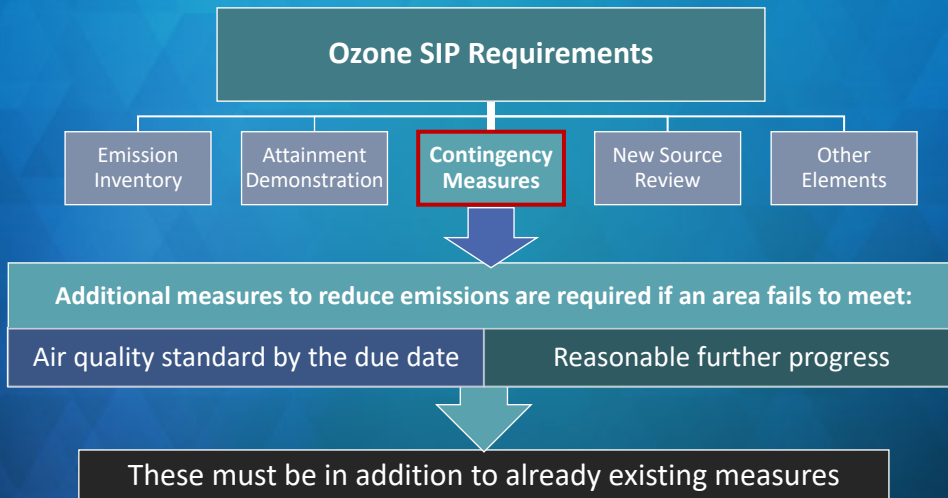 Ozone SIP Requirements
Emission
Inventory
Attainment
Demonstration
Contingency
Measures
New Source
Review
Other
Elements
Additional measures to reduce emissions are required if an area fails to meet:
Air quality standard by the due date
Reasonable further progress
These must be in addition to already existing measures